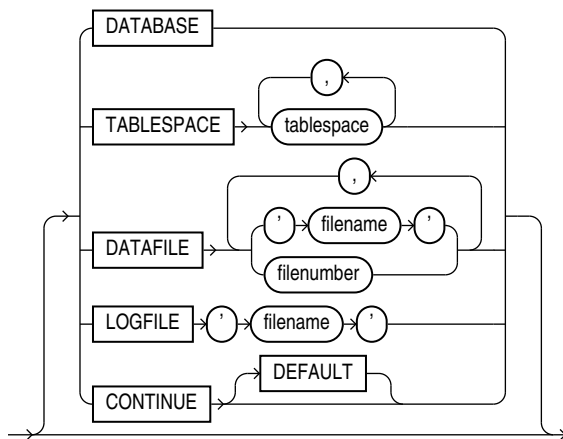 DATABASE
,
TABLESPACE tablespace
,
DATAFILE ' filename '
filenumber
LOGFILE ' filename '
DEFAULT
CONTINUE